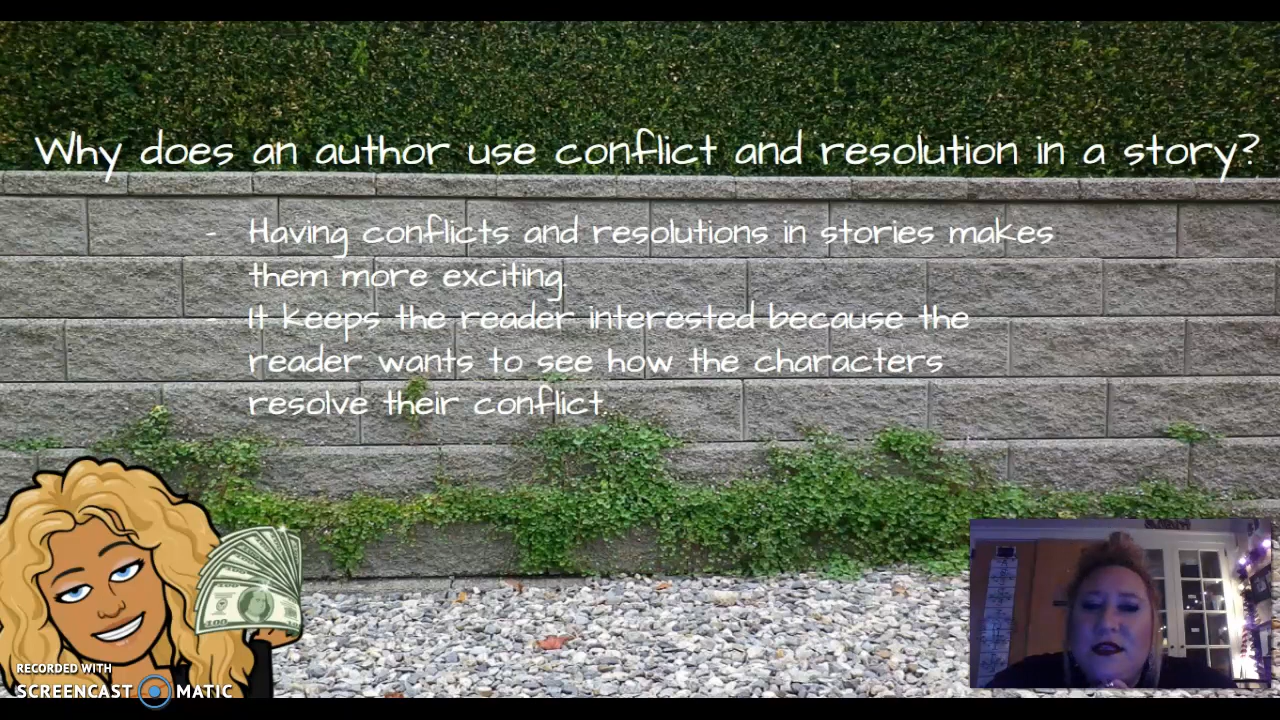 Why does an author use conflict and resolution in a story?
- Having conflicts and resolutions in stories makes
them more exciting.
- It keeps the reader interested because the
reader wants to see how the characters
resolve their conflict.
100
RECORDED WITH
SCREENCAST MATIC